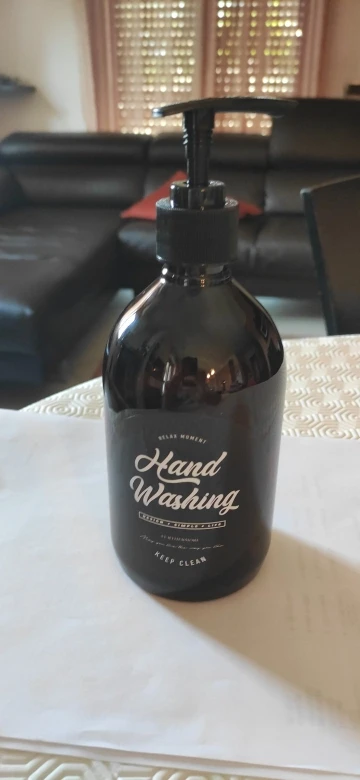 RELAX MOMENT
Hand
Washing
DESIGN • SIMPLE • LIFE
KEEP CLEAN